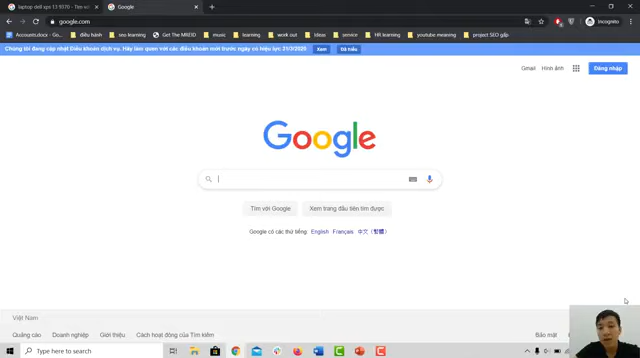 laptop dell xps 13 9370 - Tìm vớ
Google
google.com
Incognito
Accounts.docx - Go...
điều hành
seo learning
Get The MREID
music
learning
work out
Ideas
HR learning
youtube meaning
project SEO gấp
Chúng tôi đang cập nhật Điều khoản dịch vụ. Hãy làm quen với các điều khoản mới trước ngày có hiệu lực 31/3/2020
Xem
Đã hiểu
Gmail
Hình ảnh
Đăng nhập
Google
Tìm với Google
Xem trang đầu tiên tìm được
Google có các thứ tiếng: English Français 中文 (繁體)
Việt Nam
Quảng cáo
Doanh nghiệp
Giới thiệu
Cách hoạt động của Tìm kiếm
Bảo mật
Type here to search